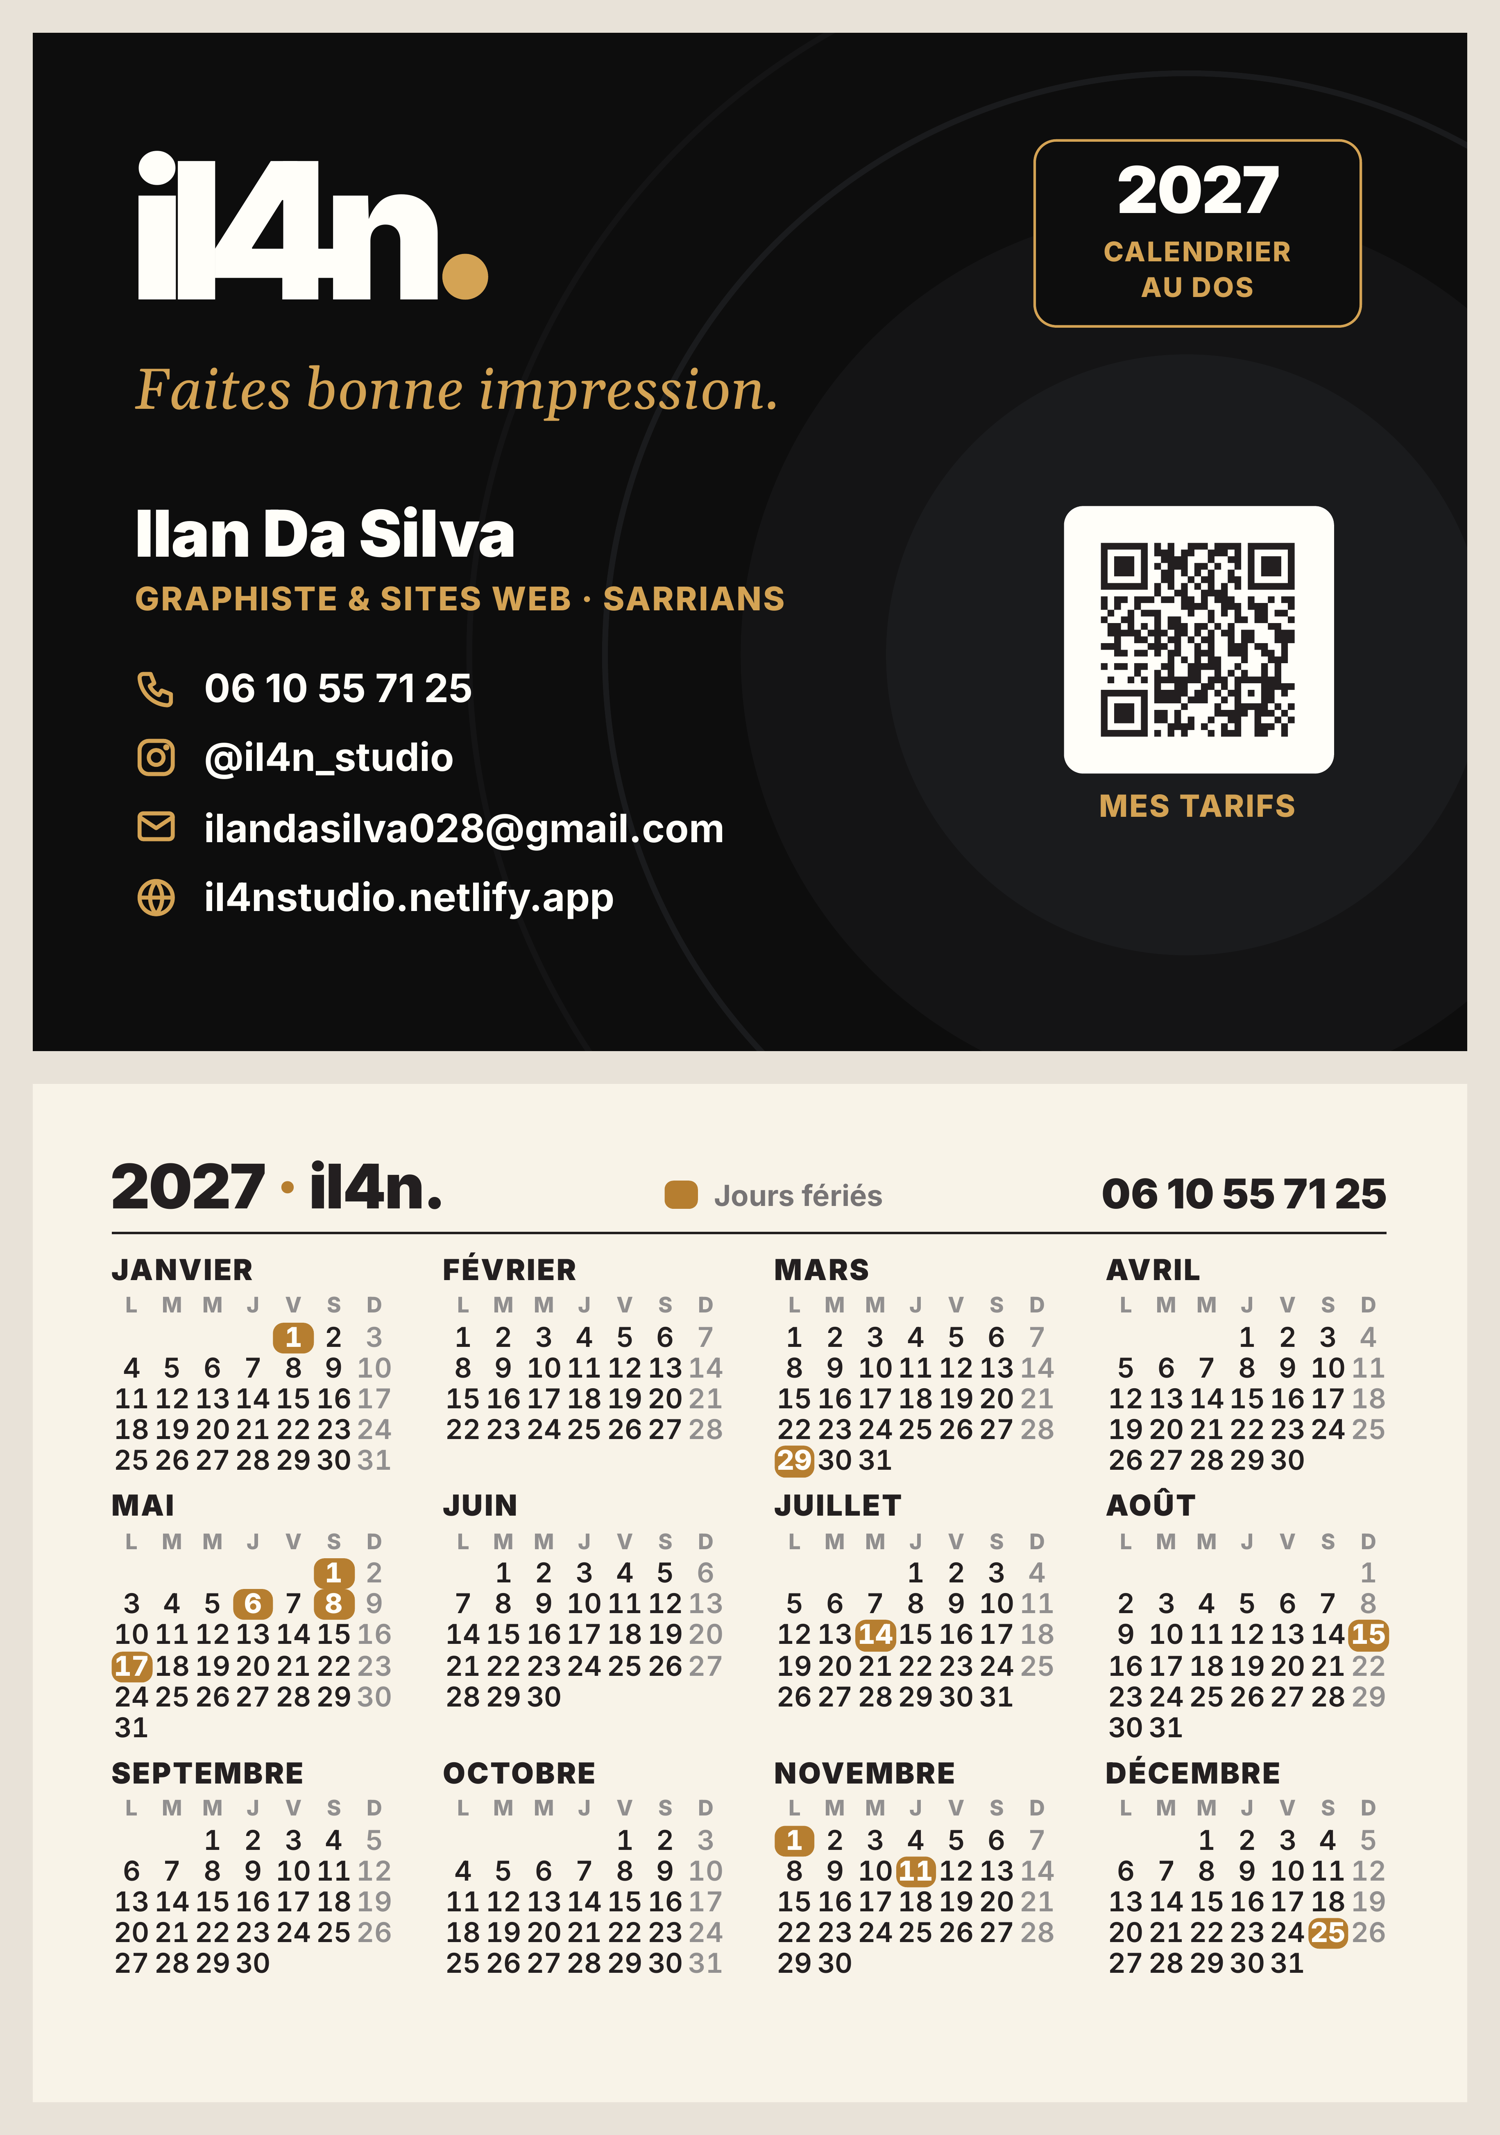 il4n.
2027
CALENDRIER
AU DOS
Faites bonne impression.
Ilan Da Silva
GRAPHISTE & SITES WEB · SARRIANS
06 10 55 71 25
@il4n_studio
ilandasilva028@gmail.com
il4nstudio.netlify.app
MES TARIFS
2027 · il4n.
Jours fériés
06 10 55 71 25
JANVIER
L M M J V S D
1 2 3
4 5 6 7 8 9 10
11 12 13 14 15 16 17
18 19 20 21 22 23 24
25 26 27 28 29 30 31
FÉVRIER
L M M J V S D
1 2 3 4 5 6 7
8 9 10 11 12 13 14
15 16 17 18 19 20 21
22 23 24 25 26 27 28
MARS
L M M J V S D
1 2 3 4 5 6 7
8 9 10 11 12 13 14
15 16 17 18 19 20 21
22 23 24 25 26 27 28
29 30 31
AVRIL
L M M J V S D
1 2 3 4
5 6 7 8 9 10 11
12 13 14 15 16 17 18
19 20 21 22 23 24 25
26 27 28 29 30
MAI
L M M J V S D
1 2
3 4 5 6 7 8 9
10 11 12 13 14 15 16
17 18 19 20 21 22 23
24 25 26 27 28 29 30
31
JUIN
L M M J V S D
1 2 3 4 5 6
7 8 9 10 11 12 13
14 15 16 17 18 19 20
21 22 23 24 25 26 27
28 29 30
JUILLET
L M M J V S D
1 2 3 4
5 6 7 8 9 10 11
12 13 14 15 16 17 18
19 20 21 22 23 24 25
26 27 28 29 30 31
AOÛT
L M M J V S D
1
2 3 4 5 6 7 8
9 10 11 12 13 14 15
16 17 18 19 20 21 22
23 24 25 26 27 28 29
30 31
SEPTEMBRE
L M M J V S D
1 2 3 4 5
6 7 8 9 10 11 12
13 14 15 16 17 18 19
20 21 22 23 24 25 26
27 28 29 30
OCTOBRE
L M M J V S D
1 2 3
4 5 6 7 8 9 10
11 12 13 14 15 16 17
18 19 20 21 22 23 24
25 26 27 28 29 30 31
NOVEMBRE
L M M J V S D
1 2 3 4 5 6 7
8 9 10 11 12 13 14
15 16 17 18 19 20 21
22 23 24 25 26 27 28
29 30
DÉCEMBRE
L M M J V S D
1 2 3 4 5
6 7 8 9 10 11 12
13 14 15 16 17 18 19
20 21 22 23 24 25 26
27 28 29 30 31